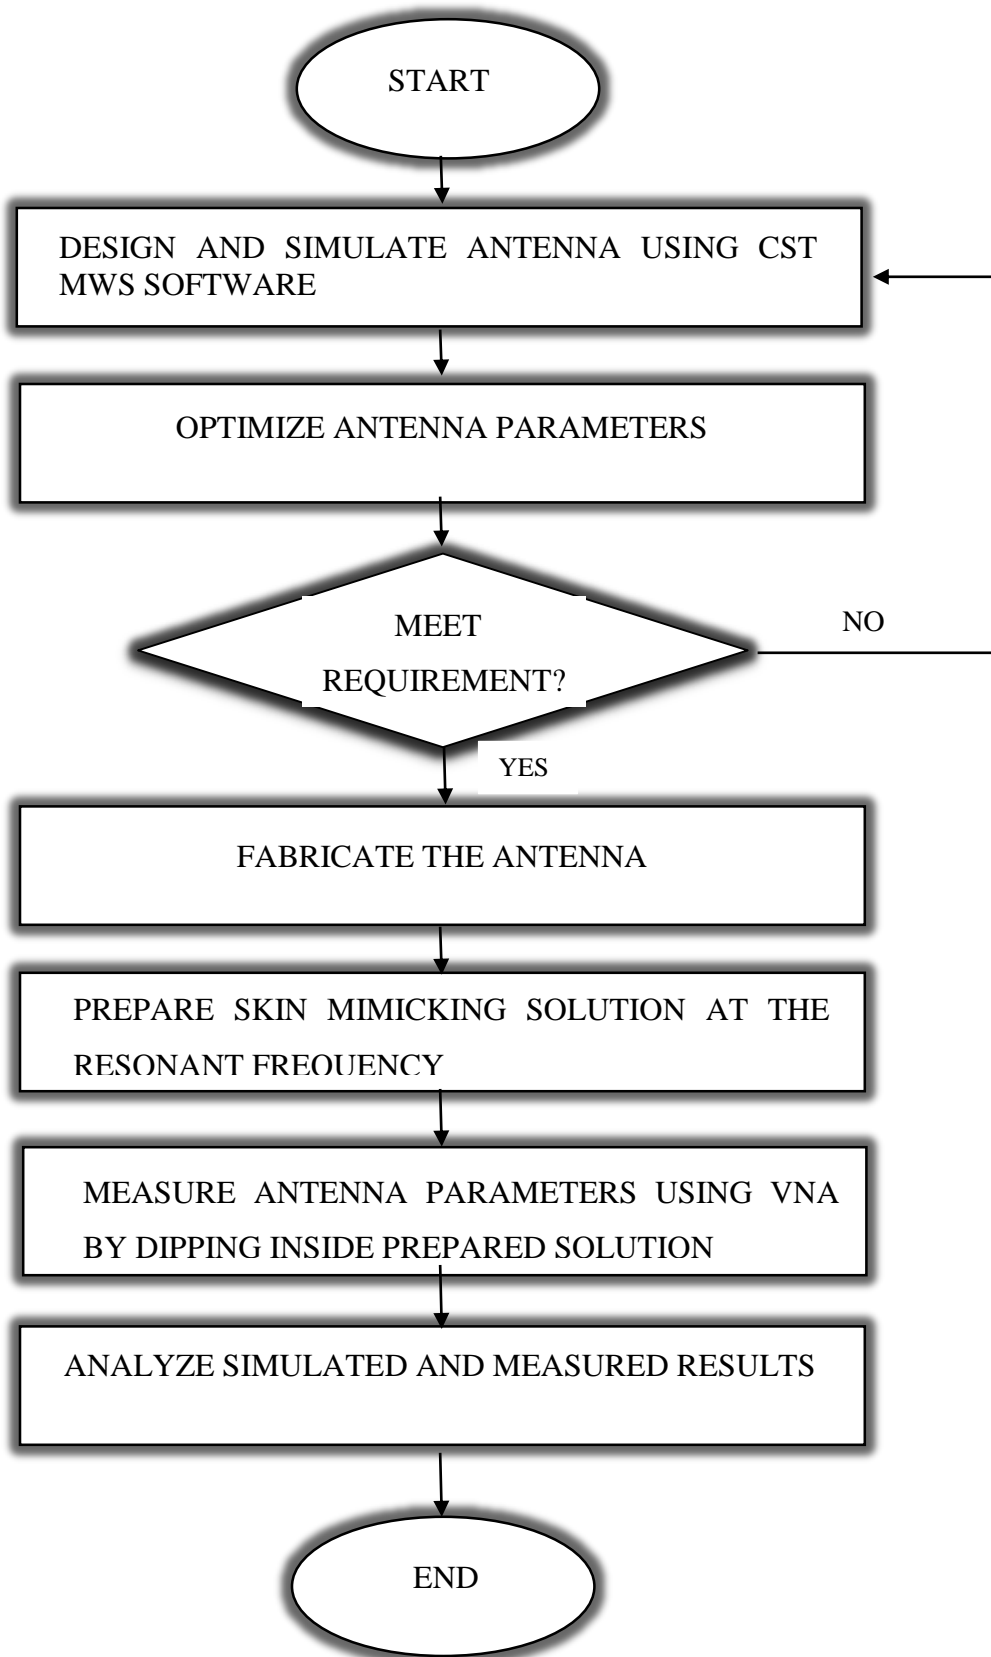 START
DESIGN AND SIMULATE ANTENNA USING CST
MWS SOFTWARE
OPTIMIZE ANTENNA PARAMETERS
MEET
REQUIREMENT?
NO
YES
FABRICATE THE ANTENNA
PREPARE SKIN MIMICKING SOLUTION AT THE
RESONANT FREQUENCY
MEASURE ANTENNA PARAMETERS USING VNA
BY DIPPING INSIDE PREPARED SOLUTION
ANALYZE SIMULATED AND MEASURED RESULTS
END